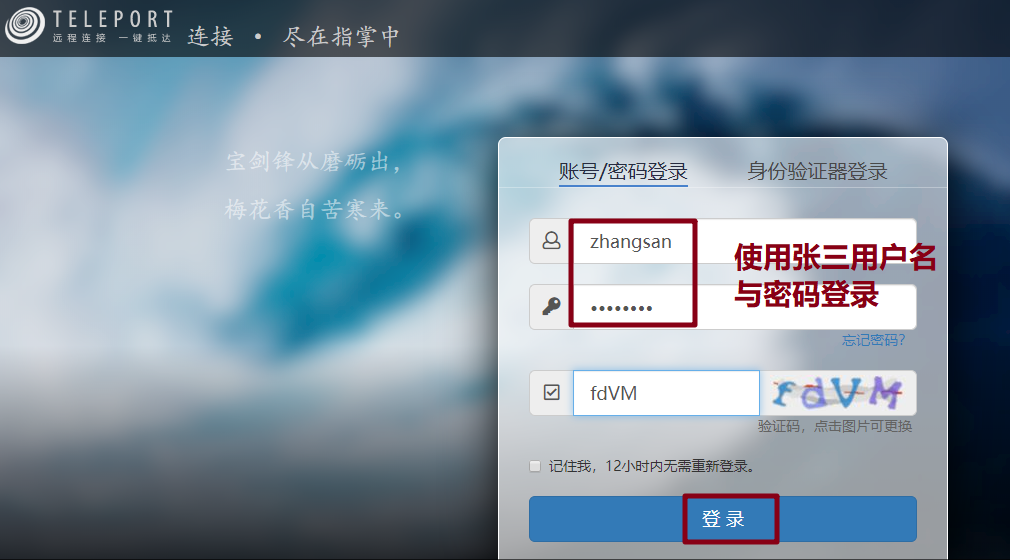 TELEPORT
远程连接 一键抵达
连接 • 尽在指掌中
宝剑锋从磨砺出，
梅花香自苦寒来。
账号/密码登录
身份验证器登录
zhangsan
使用张三用户名
与密码登录
••••••••
忘记密码?
fdVM
fdVM
验证码，点击图片可更换
记住我，12小时内无需重新登录。
登 录